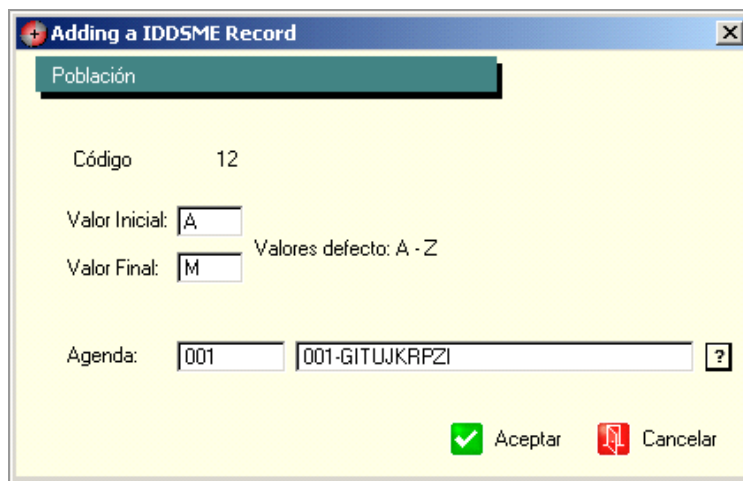 Adding a IDDSME Record
Población
Código 12
Valor Inicial: A
Valores defecto: A - Z
Valor Final: M
Agenda: 001 001-GITUJKRPZI ?
Aceptar Cancelar